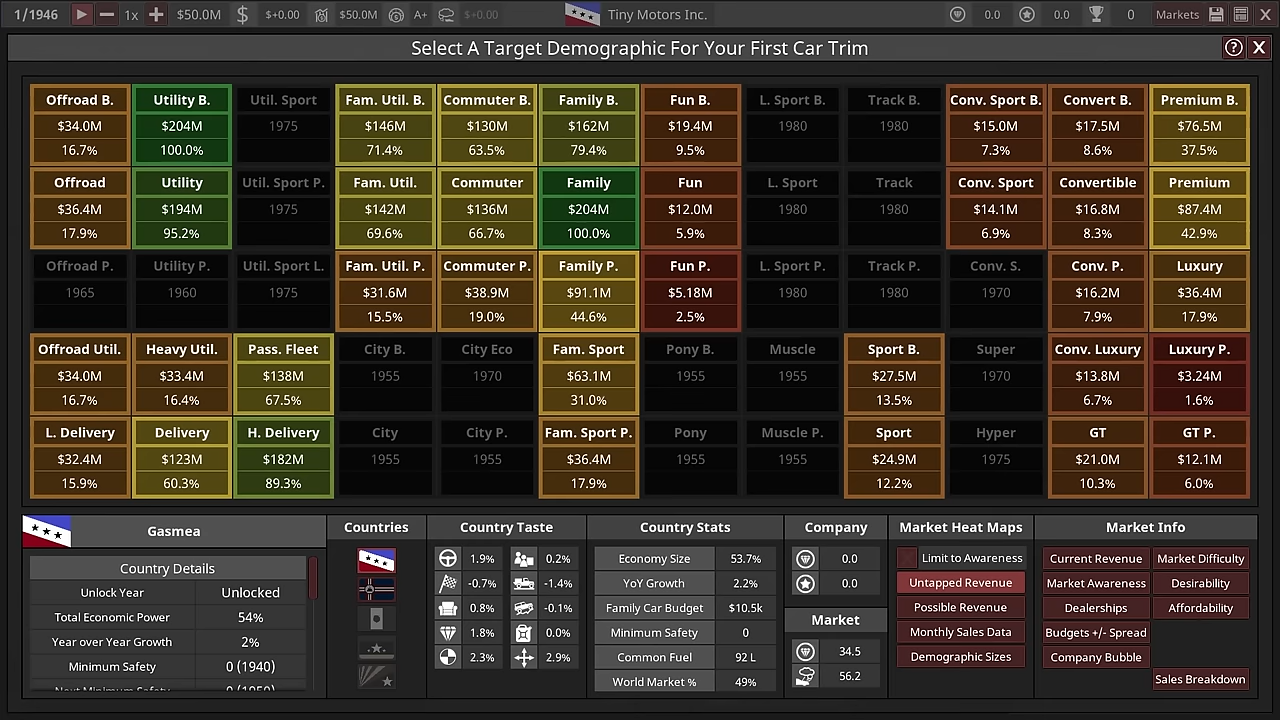 1/1946 1x $50.0M $ $+0.00 $50.0M A+ $+0.00 Tiny Motors Inc. 0.0 0.0 0 Markets X
Select A Target Demographic For Your First Car Trim ? X
Offroad B. Utility B. Util. Sport Fam. Util. B. Commuter B. Family B. Fun B. L. Sport B. Track B. Conv. Sport B. Convert B. Premium B.
$34.0M $204M 1975 $146M $130M $162M $19.4M 1980 1980 $15.0M $17.5M $76.5M
16.7% 100.0% 71.4% 63.5% 79.4% 9.5% 7.3% 8.6% 37.5%
Offroad Utility Util. Sport P. Fam. Util. Commuter Family Fun L. Sport Track Conv. Sport Convertible Premium
$36.4M $194M 1975 $142M $136M $204M $12.0M 1980 1980 $14.1M $16.8M $87.4M
17.9% 95.2% 69.6% 66.7% 100.0% 5.9% 6.9% 8.3% 42.9%
Offroad P. Utility P. Util. Sport L. Fam. Util. P. Commuter P. Family P. Fun P. L. Sport P. Track P. Conv. S. Conv. P. Luxury
1965 1960 1975 $31.6M $38.9M $91.1M $5.18M 1980 1980 1970 $16.2M $36.4M
15.5% 19.0% 44.6% 2.5% 7.9% 17.9%
Offroad Util. Heavy Util. Pass. Fleet City B. City Eco Fam. Sport Pony B. Muscle Sport B. Super Conv. Luxury Luxury P.
$34.0M $33.4M $138M 1955 1970 $63.1M 1955 1955 $27.5M 1970 $13.8M $3.24M
16.7% 16.4% 67.5% 31.0% 13.5% 6.7% 1.6%
L. Delivery Delivery H. Delivery City City P. Fam. Sport P. Pony Muscle P. Sport Hyper GT GT P.
$32.4M $123M $182M 1955 1955 $36.4M 1955 1955 $24.9M 1975 $21.0M $12.1M
15.9% 60.3% 89.3% 17.9% 12.2% 10.3% 6.0%
Gasmea
Country Details
Unlock Year Unlocked
Total Economic Power 54%
Year over Year Growth 2%
Minimum Safety 0 (1940)
Next Minimum Safety 0 (1950)
Countries
Country Taste
1.9% 0.2%
-0.7% -1.4%
0.8% -0.1%
1.8% 0.0%
2.3% 2.9%
Country Stats
Economy Size 53.7%
YoY Growth 2.2%
Family Car Budget $10.5k
Minimum Safety 0
Common Fuel 92 L
World Market % 49%
Company
0.0
0.0
Market
34.5
56.2
Market Heat Maps
Limit to Awareness
Untapped Revenue
Possible Revenue
Monthly Sales Data
Demographic Sizes
Market Info
Current Revenue Market Difficulty
Market Awareness Desirability
Dealerships Affordability
Budgets +/- Spread
Company Bubble
Sales Breakdown